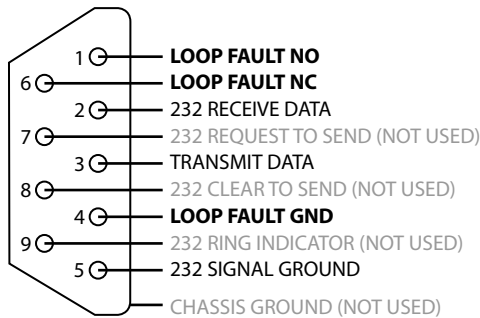 1 LOOP FAULT NO
6 LOOP FAULT NC
2 232 RECEIVE DATA
7 232 REQUEST TO SEND (NOT USED)
3 TRANSMIT DATA
8 232 CLEAR TO SEND (NOT USED)
4 LOOP FAULT GND
9 232 RING INDICATOR (NOT USED)
5 232 SIGNAL GROUND
CHASSIS GROUND (NOT USED)